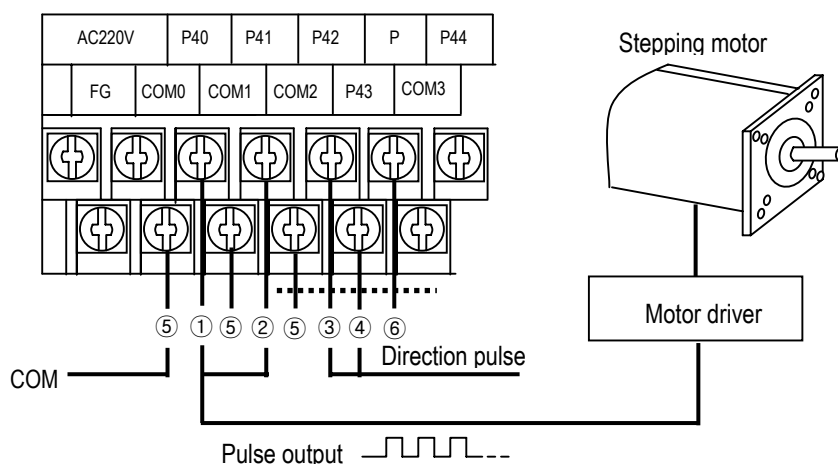 AC220V P40 P41 P42 P P44
FG COM0 COM1 COM2 P43 COM3
Stepping motor
Motor driver
⑤ ① ⑤ ② ⑤ ③ ④ ⑥
Direction pulse
COM
Pulse output